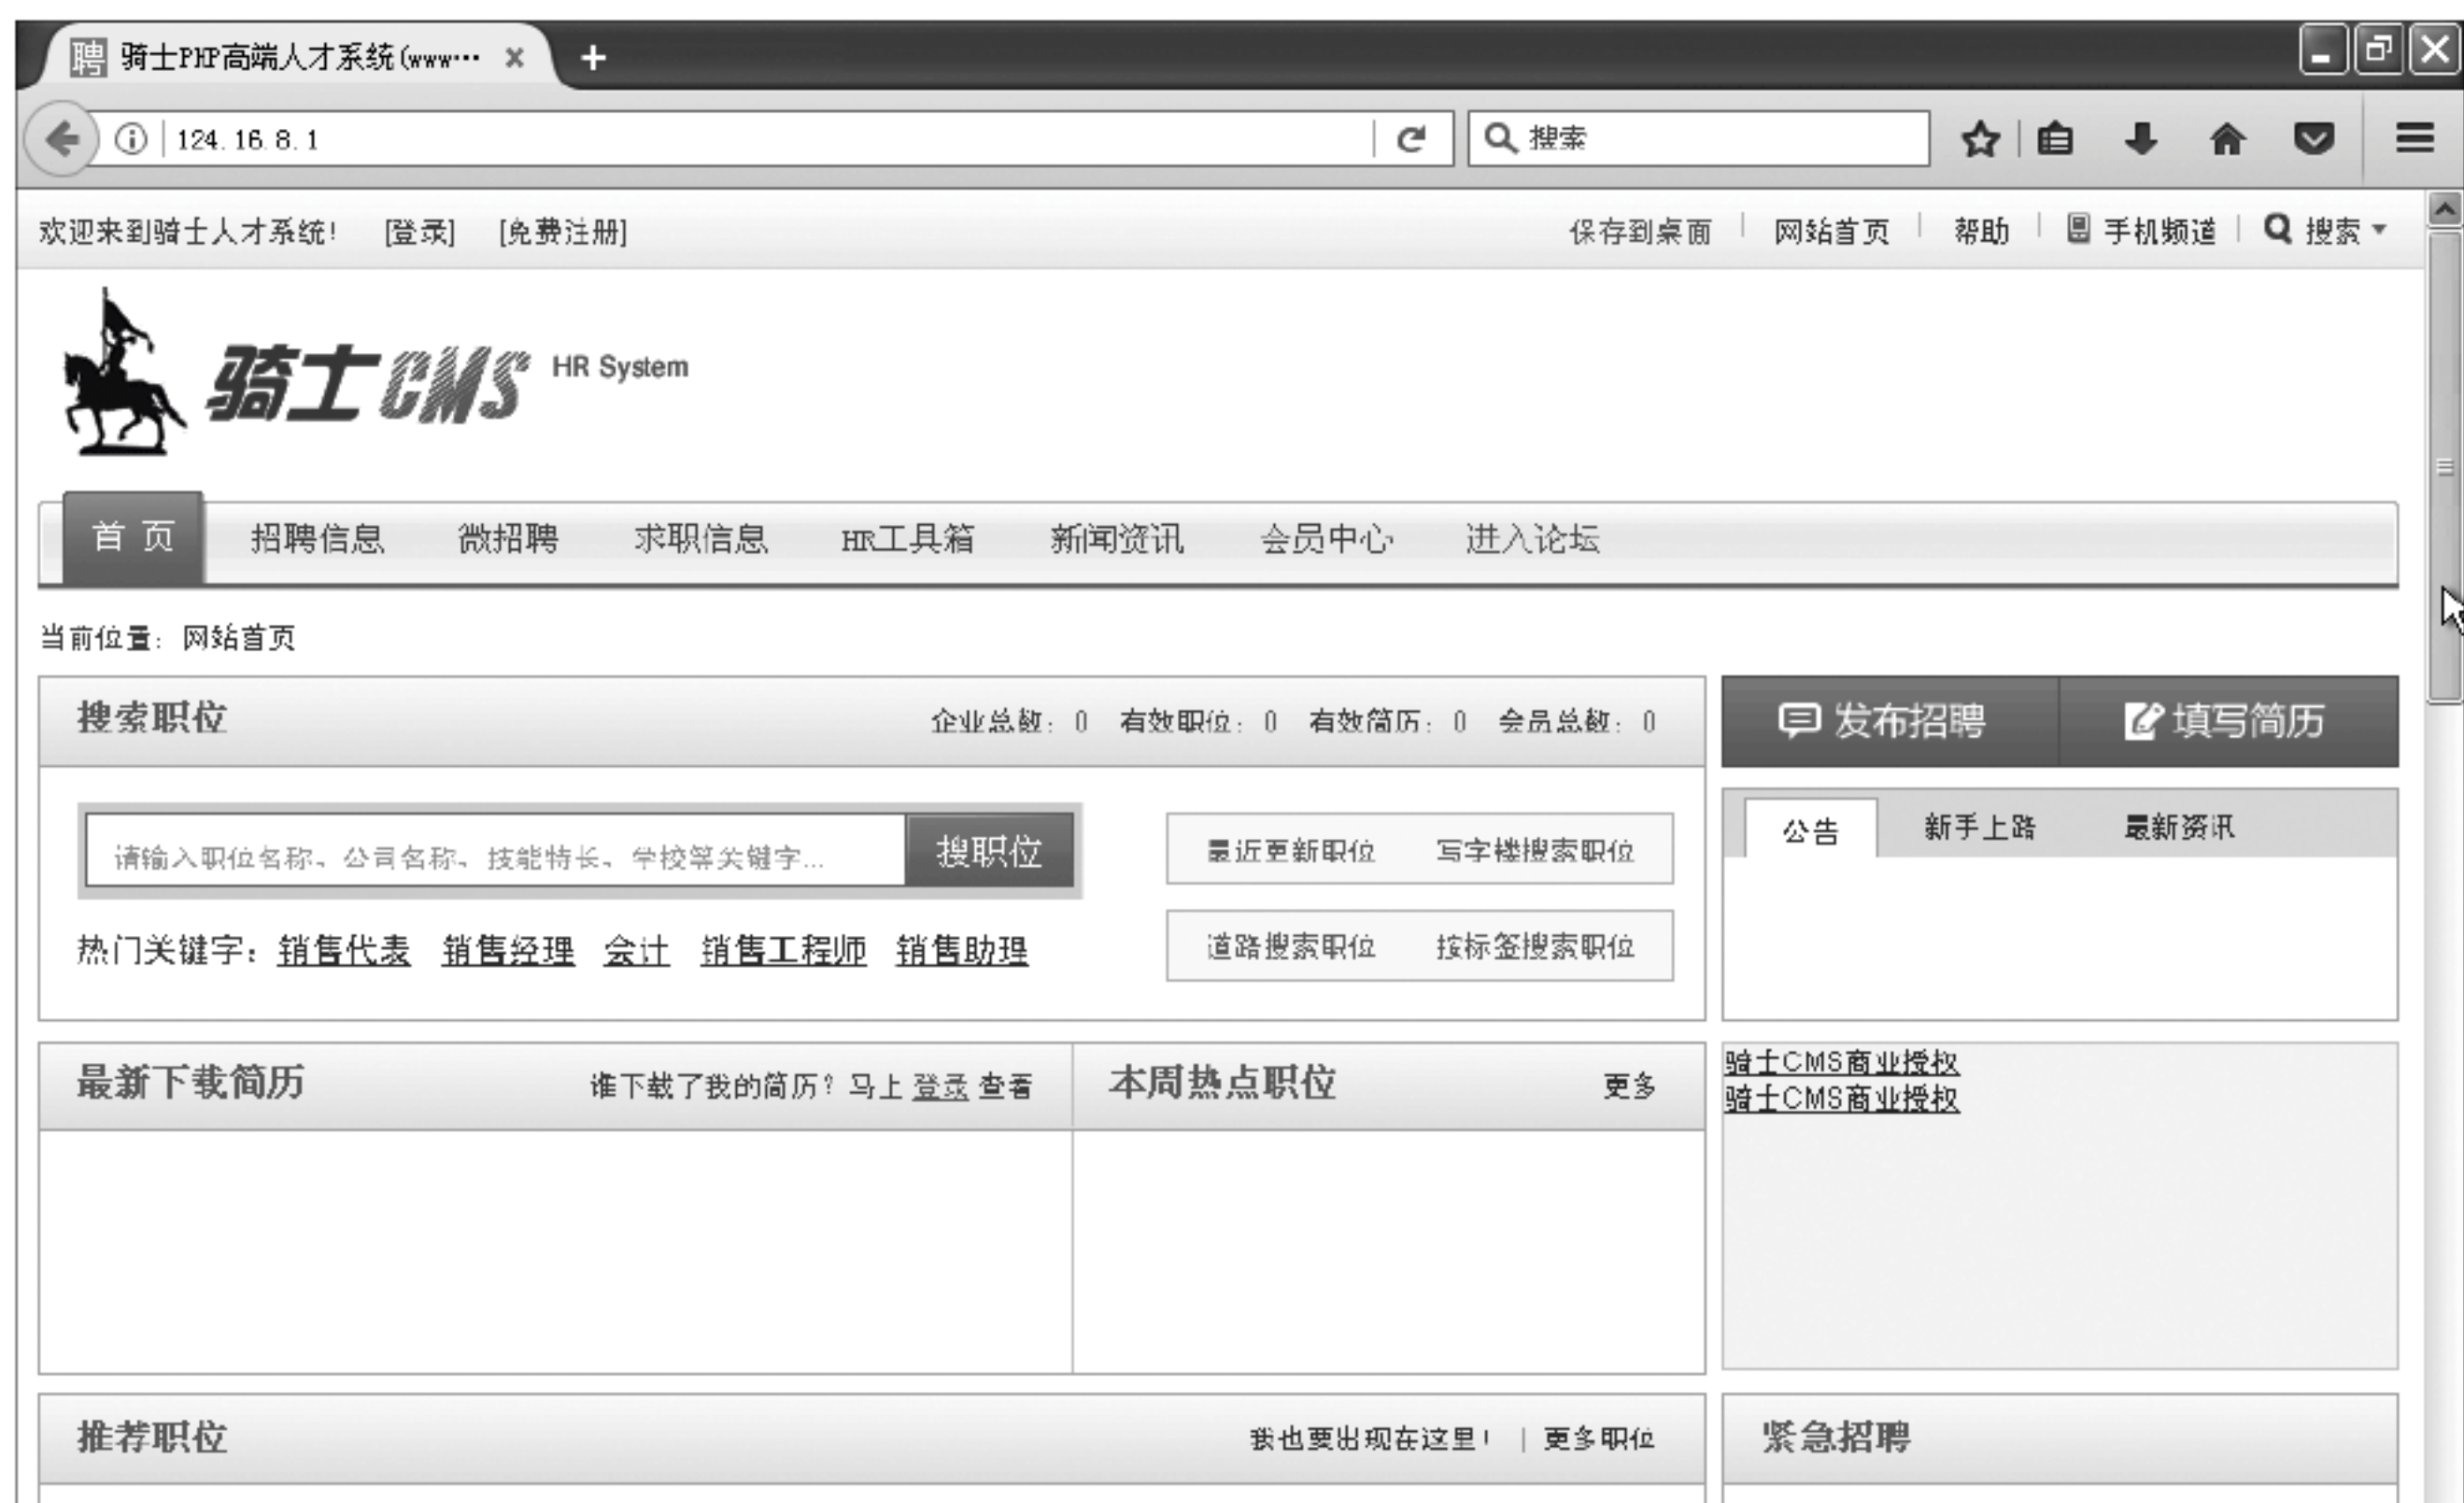 聘 骑士PHP高端人才系统(www…
124.16.8.1 搜索
欢迎来到骑士人才系统! [登录] [免费注册] 保存到桌面 网站首页 帮助 手机频道 搜索
骑士CMS HR System
首 页 招聘信息 微招聘 求职信息 HR工具箱 新闻资讯 会员中心 进入论坛
当前位置: 网站首页
搜索职位 企业总数: 0 有效职位: 0 有效简历: 0 会员总数: 0 发布招聘 填写简历
公告 新手上路 最新资讯
请输入职位名称、公司名称、技能特长、学校等关键字... 搜职位 最近更新职位 写字楼搜索职位
热门关键字: 销售代表 销售经理 会计 销售工程师 销售助理 道路搜索职位 按标签搜索职位
最新下载简历 谁下载了我的简历? 马上 登录 查看 本周热点职位 更多
骑士CMS商业授权
骑士CMS商业授权
推荐职位 我也要出现在这里! | 更多职位 紧急招聘